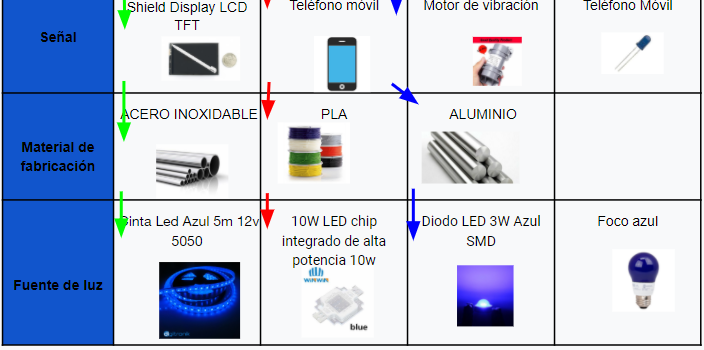 Señal
Shield Display LCD
TFT
Teléfono móvil
Motor de vibración
Teléfono Móvil
Material de
fabricación
ACERO INOXIDABLE
PLA
ALUMINIO
Fuente de luz
Cinta Led Azul 5m 12v
5050
10W LED chip
integrado de alta
potencia 10w
WINWIN
blue
Diodo LED 3W Azul
SMD
Foco azul